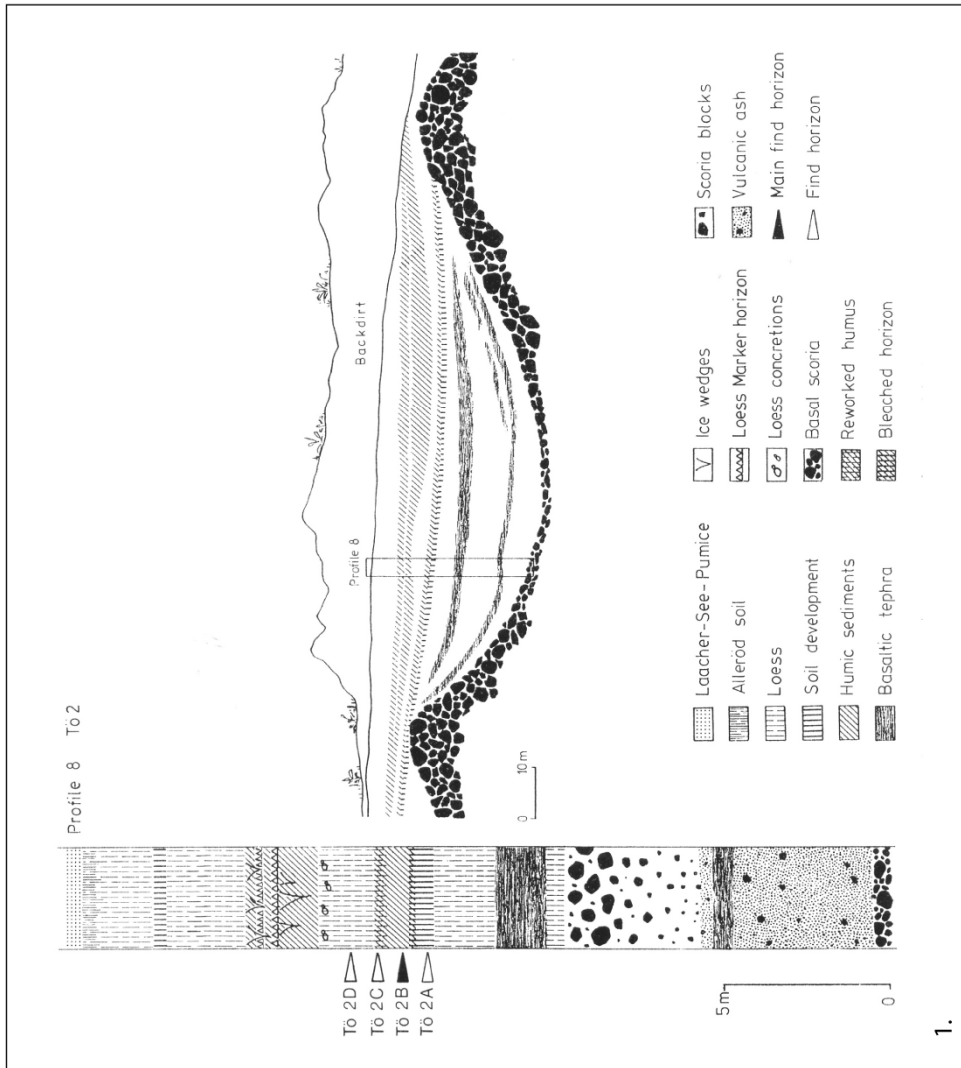 Profile 8 Tö 2
Tö 2D
Tö 2C
Tö 2B
Tö 2A
5m
0
Backdirt
Profile 8
0 10 m
Laacher-See-Pumice
Alleröd soil
Loess
Soil development
Humic sediments
Basaltic tephra
Ice wedges
Loess Marker horizon
Loess concretions
Basal scoria
Reworked humus
Bleached horizon
Scoria blocks
Vulcanic ash
Main find horizon
Find horizon
1.